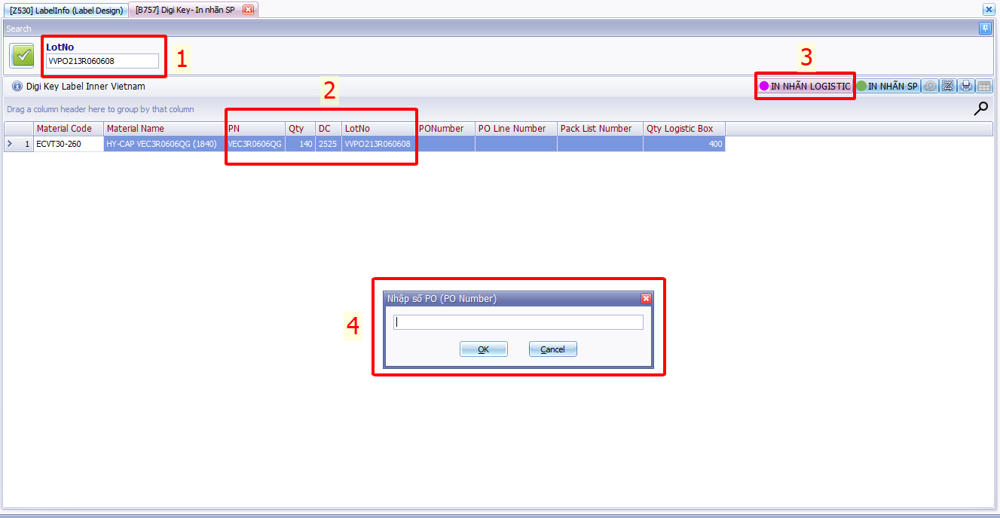 [Z530] LabelInfo (Label Design) [B757] Digi Key- In nhãn SP
Search
LotNo
VVPO213R060608
1
2
3
Digi Key Label Inner Vietnam
IN NHÃN LOGISTIC IN NHÃN SP
Drag a column header here to group by that column
Material Code Material Name PN Qty DC LotNo PONumber PO Line Number Pack List Number Qty Logistic Box
1 ECVT30-260 HY-CAP VEC3R0606QG (1840) VEC3R0606QG 140 2525 VVPO213R060608 400
4
Nhập số PO (PO Number)
OK Cancel